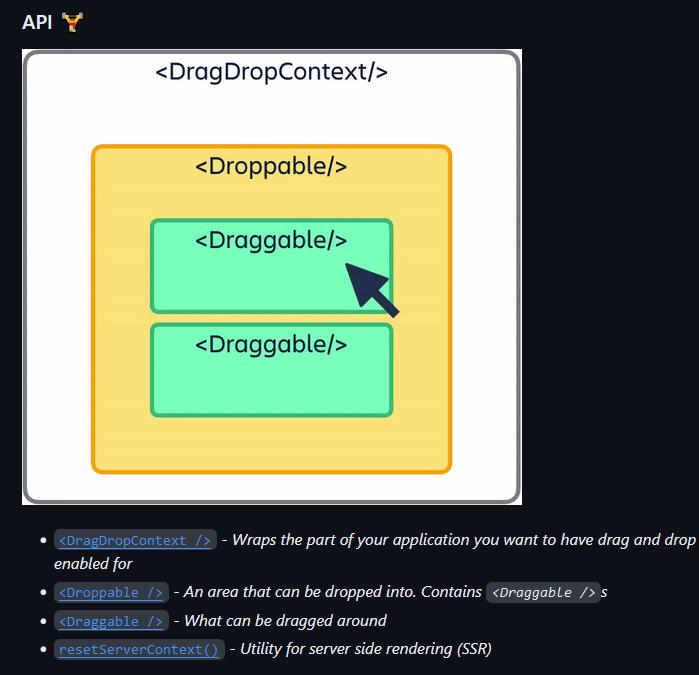 API 🏋️
<DragDropContext/>
<Droppable/>
<Draggable/>
<Draggable/>
<DragDropContext /> - Wraps the part of your application you want to have drag and drop
enabled for
<Droppable /> - An area that can be dropped into. Contains <Draggable />s
<Draggable /> - What can be dragged around
resetServerContext() - Utility for server side rendering (SSR)